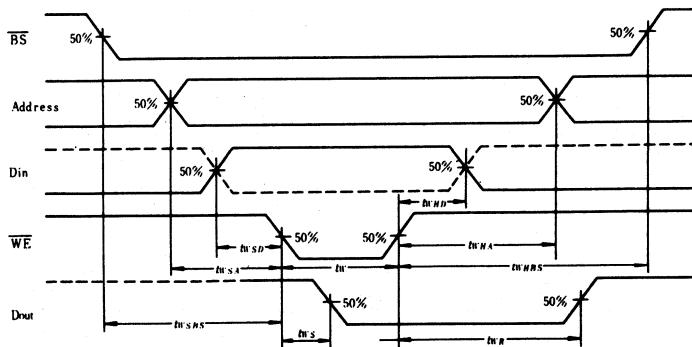 BS
50%
50%
Address
50%
50%
Din
50%
50%
tWHD
WE
50%
50%
tWSD
tWHA
tWSA
tW
tWHBS
Dout
50%
50%
tWSBS
tWS
tWR